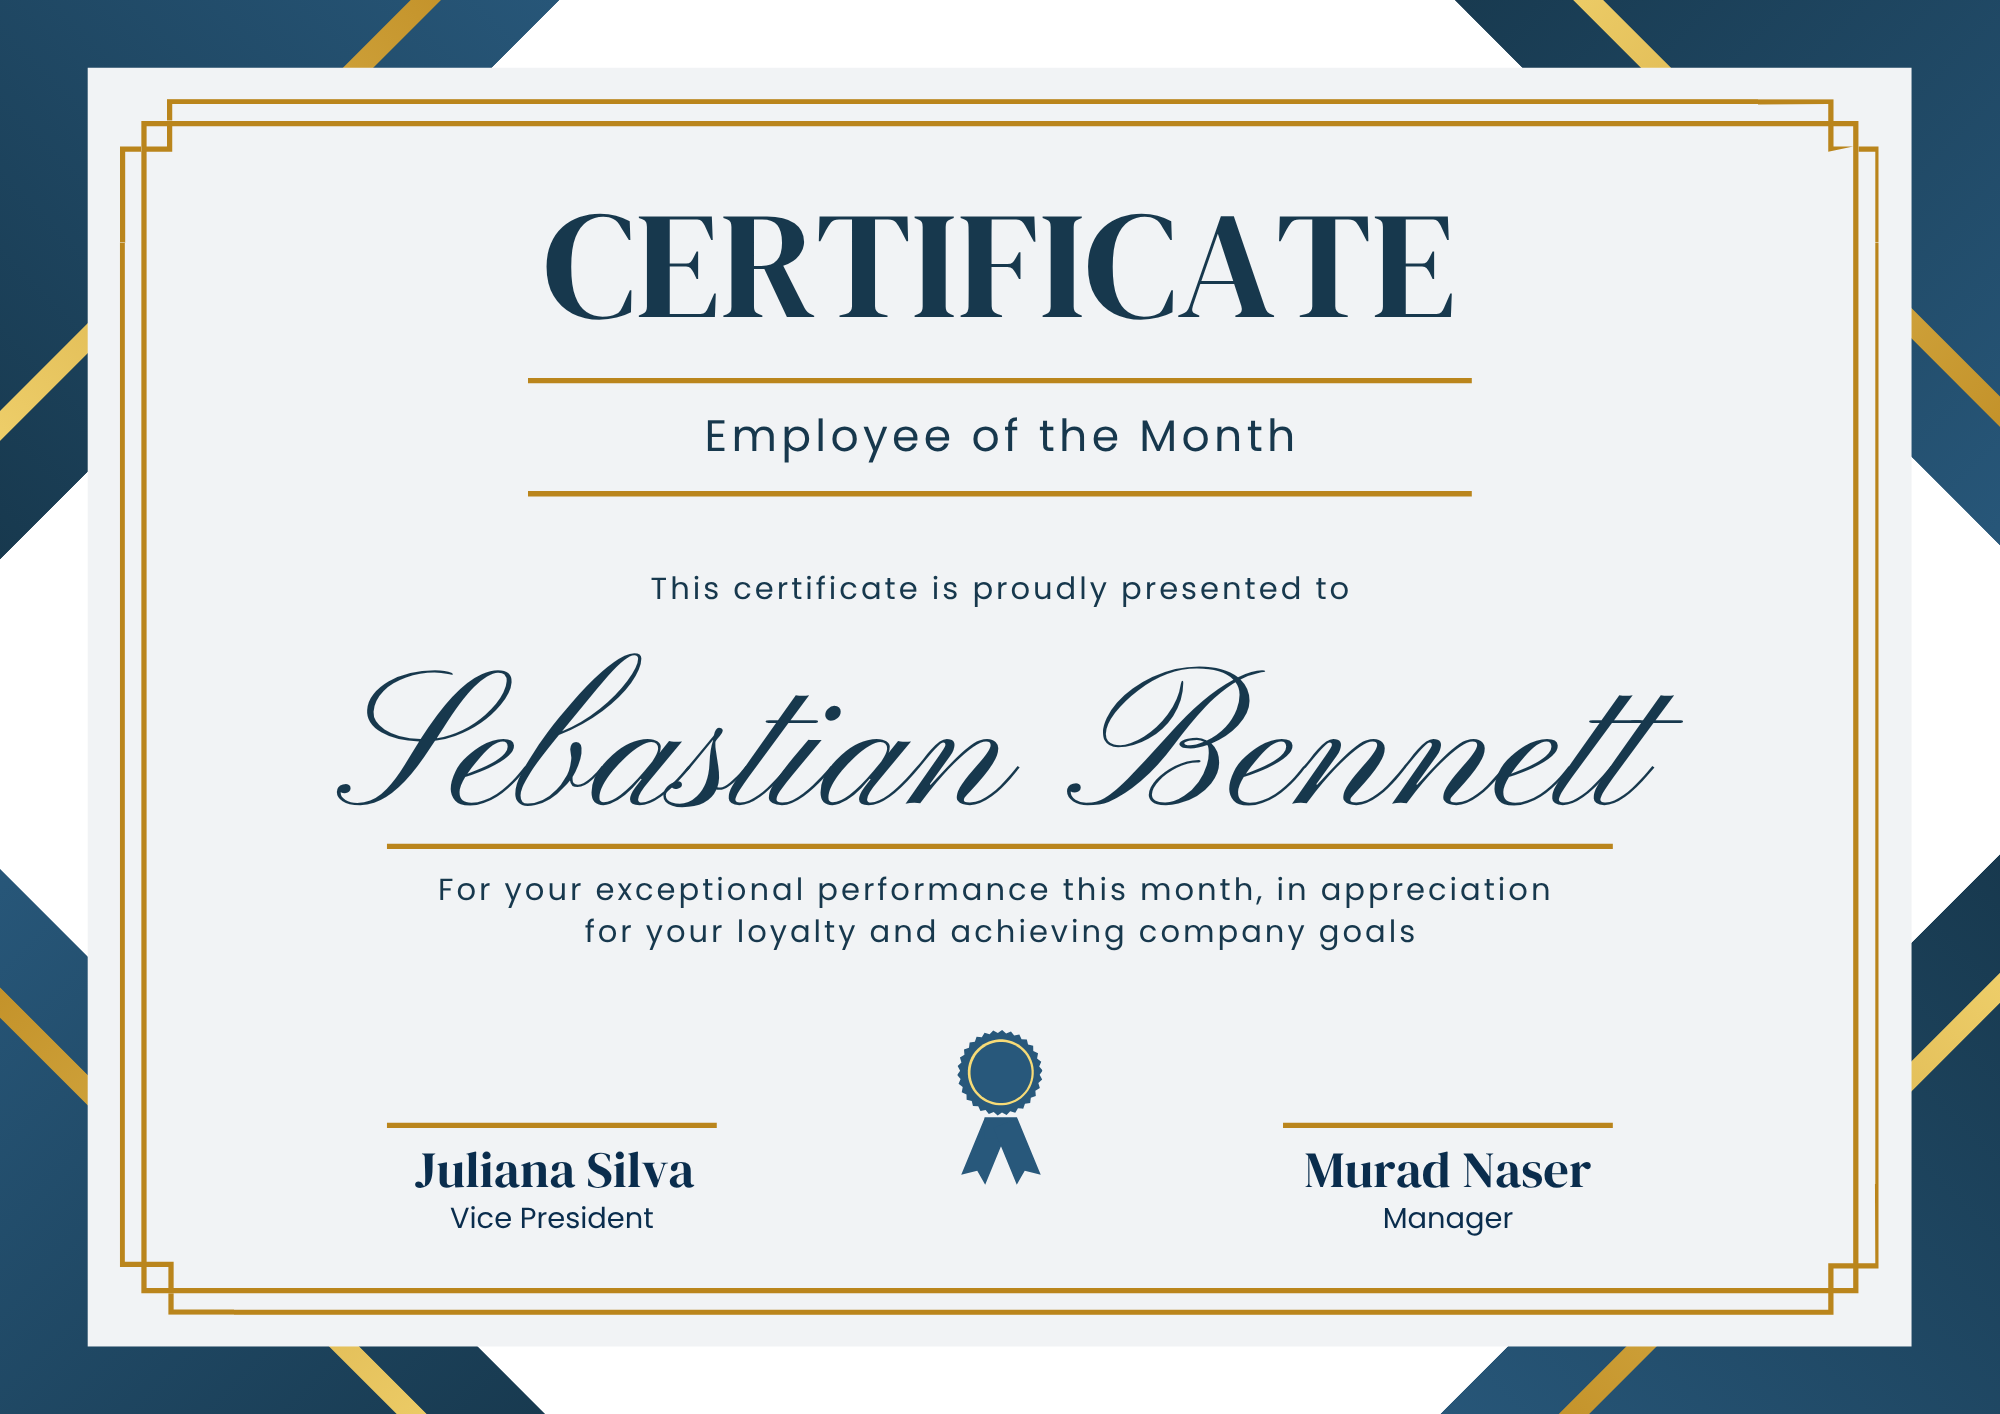 CERTIFICATE
Employee of the Month
This certificate is proudly presented to
Sebastian Bennett
For your exceptional performance this month, in appreciation
for your loyalty and achieving company goals
Juliana Silva
Vice President
Murad Naser
Manager